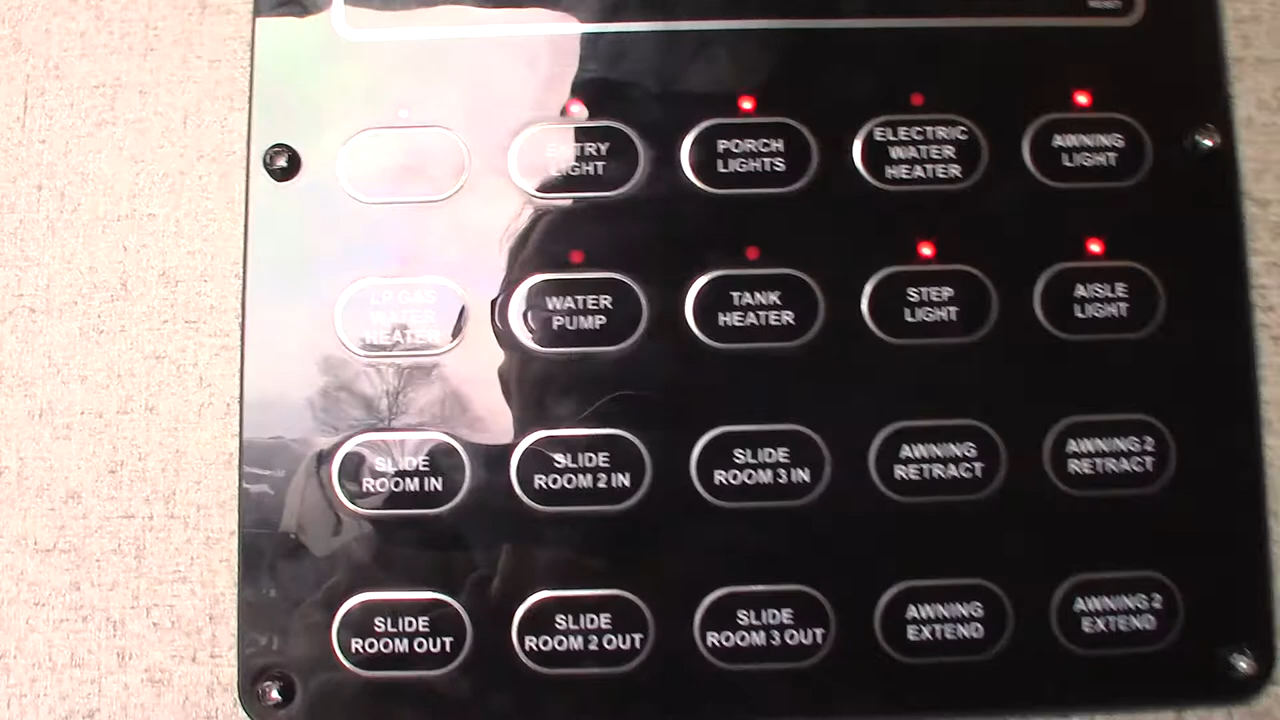 RESET
ENTRY
LIGHT
PORCH
LIGHTS
ELECTRIC
WATER
HEATER
AWNING
LIGHT
LP GAS
WATER
HEATER
WATER
PUMP
TANK
HEATER
STEP
LIGHT
AISLE
LIGHT
SLIDE
ROOM IN
SLIDE
ROOM 2 IN
SLIDE
ROOM 3 IN
AWNING
RETRACT
AWNING 2
RETRACT
SLIDE
ROOM OUT
SLIDE
ROOM 2 OUT
SLIDE
ROOM 3 OUT
AWNING
EXTEND
AWNING 2
EXTEND